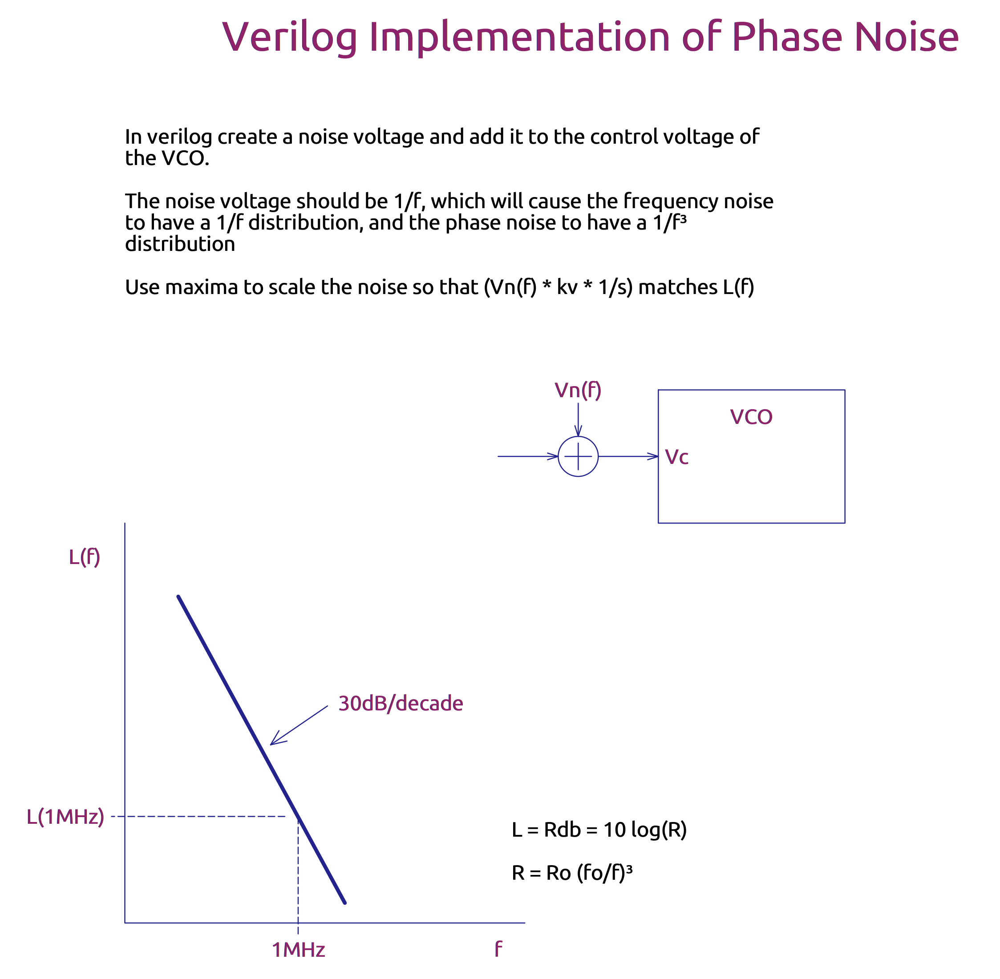 Verilog Implementation of Phase Noise
In verilog create a noise voltage and add it to the control voltage of
the VCO.
The noise voltage should be 1/f, which will cause the frequency noise
to have a 1/f distribution, and the phase noise to have a 1/f³
distribution
Use maxima to scale the noise so that (Vn(f) * kv * 1/s) matches L(f)
Vn(f)
VCO
Vc
L(f)
30dB/decade
L(1MHz)
L = Rdb = 10 log(R)
R = Ro (fo/f)³
1MHz
f